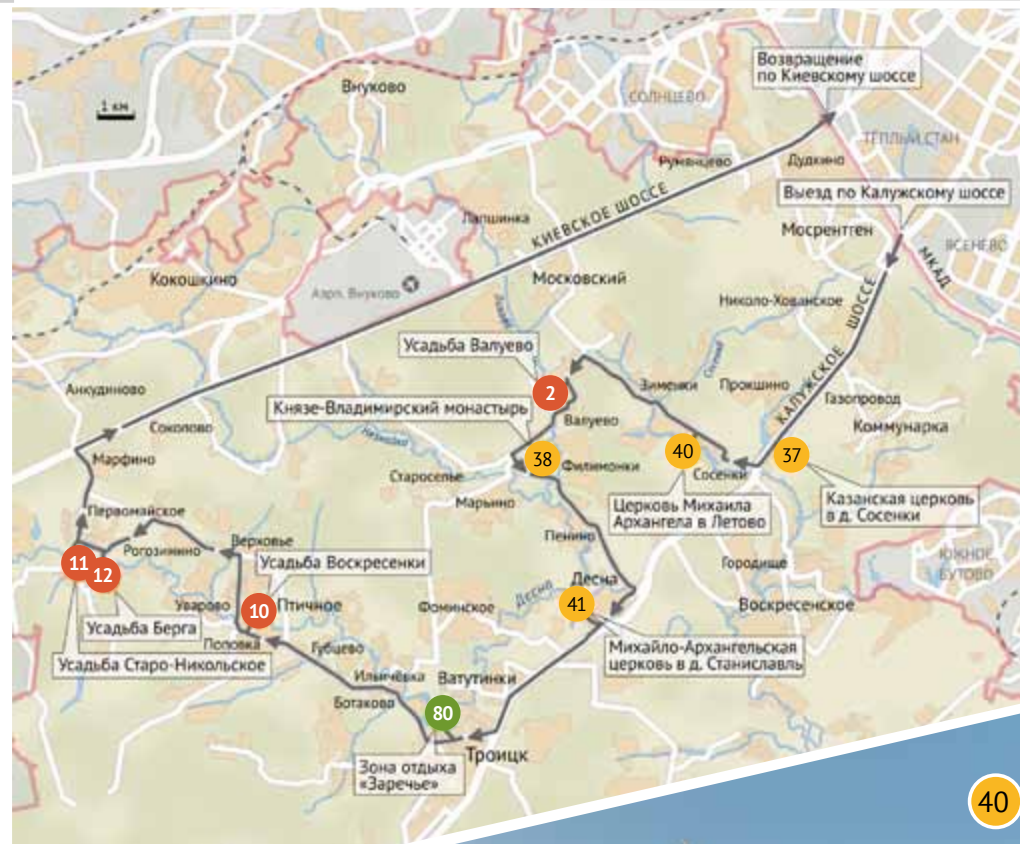 Возвращение
по Киевскому шоссе
Внуково
СОЛНЦЕВО
1 км
ТЁПЛЫЙ СТАН
Румянцево
Дудкино
Выезд по Калужскому шоссе
КИЕВСКОЕ ШОССЕ
Лапшинка
Мосрентген
ЯСЕНЕВО
МКАД
Кокошкино
Аэрп. Внуково
Московский
Николо-Хованское
КАЛУЖСКОЕ ШОССЕ
Усадьба Валуево
Сосенка
Анкудиново
2
Зименки
Прокшино
Газопровод
Князе-Владимирский монастырь
Валуево
Коммунарка
Соколово
Незнайка
Марфино
38
40
37
Филимонки
Сосенки
Староселье
Марьино
Церковь Михаила
Архангела в Летово
Казанская церковь
в д. Сосенки
Первомайское
Пенино
Верховье
Рогозинино
11
12
Усадьба Воскресенки
Городище
ЮЖНОЕ
БУТОВО
Десна
Десна
Уварово
10
Птичное
Фоминское
41
Воскресенское
Усадьба Берга
Поповка
Губцево
Михайло-Архангельская
церковь в д. Станиславль
Усадьба Старо-Никольское
Ильичёвка
Ватутинки
Ботаково
80
Троицк
Зона отдыха
«Заречье»
40